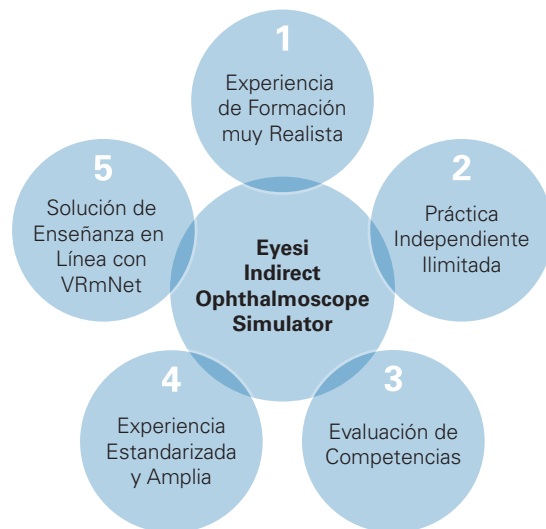 1
Experiencia
de Formación
muy Realista
2
Práctica
Independiente
Ilimitada
3
Evaluación de
Competencias
4
Experiencia
Estandarizada
y Amplia
5
Solución de
Enseñanza en
Línea con
VRmNet
Eyesi
Indirect
Ophthalmoscope
Simulator